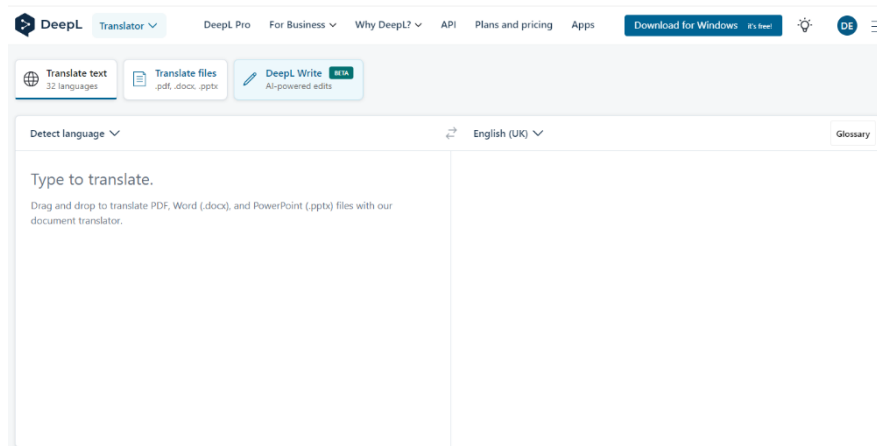 DeepL Translator DeepL Pro For Business Why DeepL? API Plans and pricing Apps Download for Windows it's free! DE
Translate text
32 languages
Translate files
.pdf, .docx, .pptx
DeepL Write BETA
AI-powered edits
Detect language English (UK) Glossary
Type to translate.
Drag and drop to translate PDF, Word (.docx), and PowerPoint (.pptx) files with our
document translator.